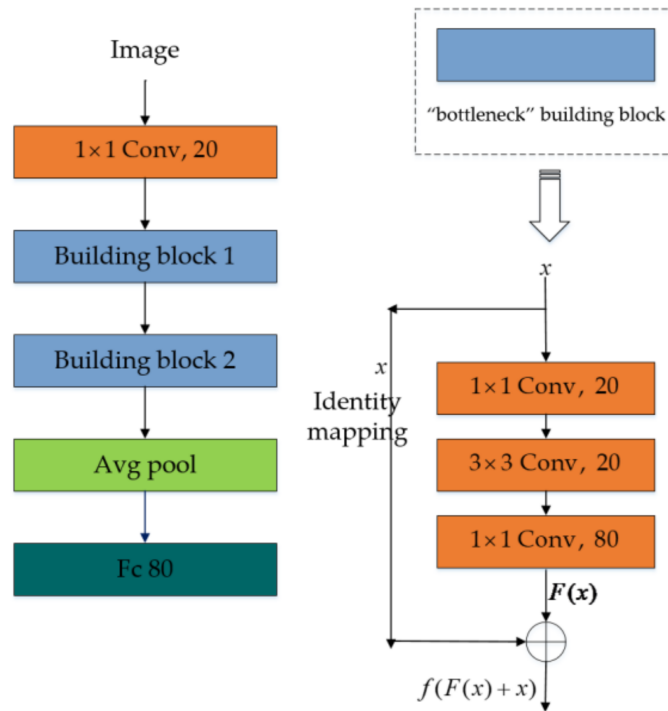 Image
1×1 Conv, 20
Building block 1
Building block 2
Avg pool
Fc 80
“bottleneck” building block
x
x
Identity
mapping
1×1 Conv, 20
3×3 Conv, 20
1×1 Conv, 80
F(x)
f(F(x)+x)